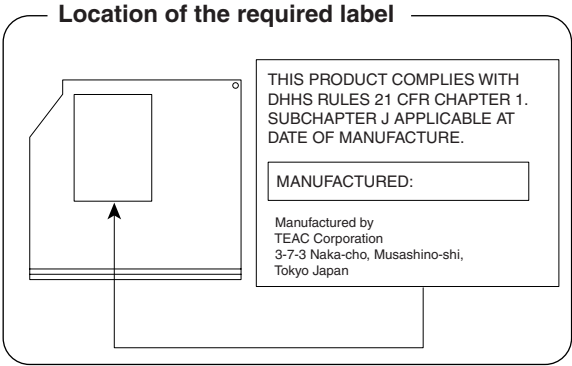 Location of the required label
THIS PRODUCT COMPLIES WITH
DHHS RULES 21 CFR CHAPTER 1.
SUBCHAPTER J APPLICABLE AT
DATE OF MANUFACTURE.
MANUFACTURED:
Manufactured by
TEAC Corporation
3-7-3 Naka-cho, Musashino-shi,
Tokyo Japan